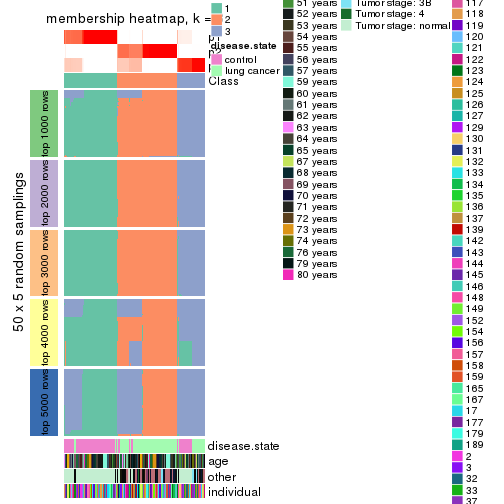 membership heatmap, k =
1
2
3
disease.state
control
lung cancer
Class
50 x 5 random samplings
top 1000 rows
top 2000 rows
top 3000 rows
top 4000 rows
top 5000 rows
disease.state
age
other
individual
51 years
52 years
53 years
54 years
55 years
56 years
57 years
59 years
60 years
61 years
62 years
63 years
64 years
65 years
67 years
68 years
69 years
70 years
71 years
72 years
73 years
74 years
76 years
79 years
80 years
Tumor stage: 3B
Tumor stage: 4
Tumor stage: normal
117
118
119
120
121
122
123
124
125
126
127
129
130
131
132
133
134
135
136
137
139
142
143
144
145
146
148
149
152
154
156
157
158
159
165
167
17
177
179
189
2
3
32
33
37